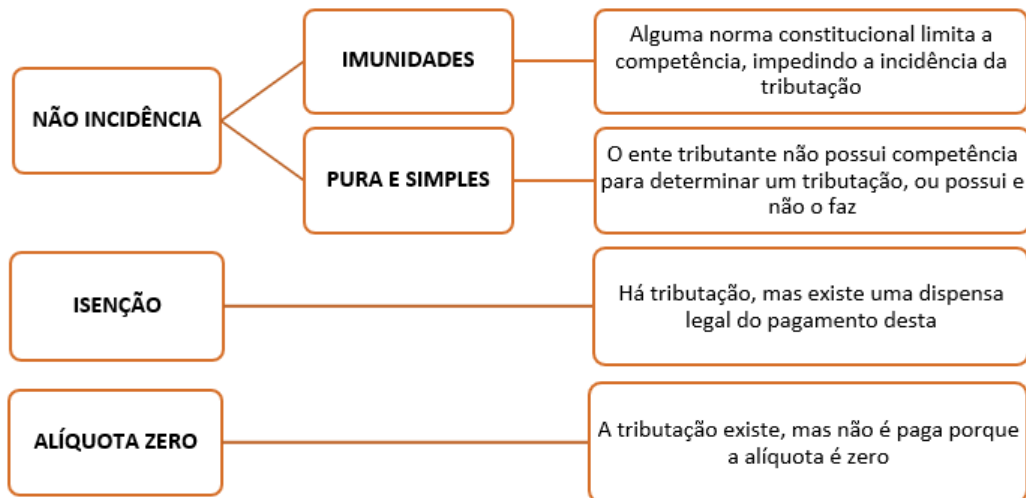 NÃO INCIDÊNCIA
IMUNIDADES
Alguma norma constitucional limita a
competência, impedindo a incidência da
tributação
PURA E SIMPLES
O ente tributante não possui competência
para determinar um tributação, ou possui e
não o faz
ISENÇÃO
Há tributação, mas existe uma dispensa
legal do pagamento desta
ALÍQUOTA ZERO
A tributação existe, mas não é paga porque
a alíquota é zero